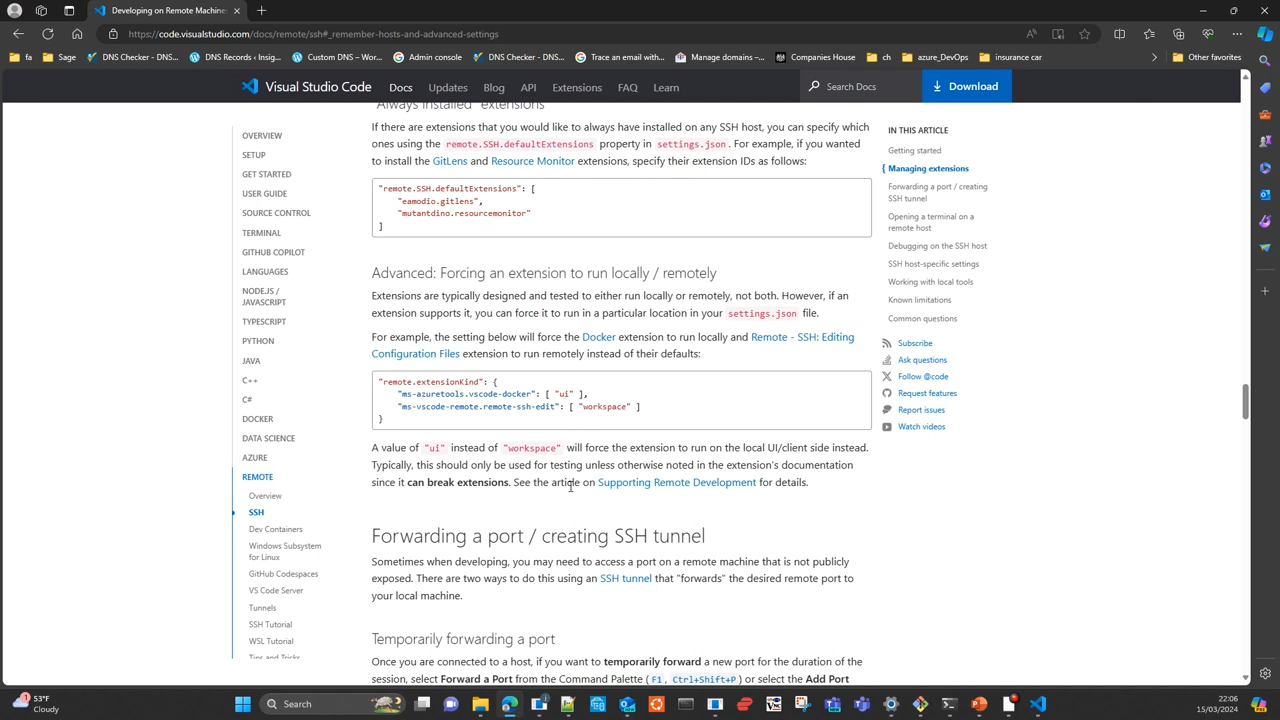 Developing on Remote Machine
https://code.visualstudio.com/docs/remote/ssh#_remember-hosts-and-advanced-settings
fa
Sage
DNS Checker - DNS...
DNS Records ‹ Insig...
Custom DNS – Word...
Admin console
DNS Checker - DNS...
Trace an email with...
Manage domains –...
Companies House
ch
azure_DevOps
insurance car
Other favorites
Visual Studio Code
Docs
Updates
Blog
API
Extensions
FAQ
Learn
Search Docs
Download
OVERVIEW
SETUP
GET STARTED
USER GUIDE
SOURCE CONTROL
TERMINAL
GITHUB COPILOT
LANGUAGES
NODE.JS /
JAVASCRIPT
TYPESCRIPT
PYTHON
JAVA
C++
C#
DOCKER
DATA SCIENCE
AZURE
REMOTE
Overview
SSH
Dev Containers
Windows Subsystem
for Linux
GitHub Codespaces
VS Code Server
Tunnels
SSH Tutorial
WSL Tutorial
Tips and Tricks
"Always installed" extensions
If there are extensions that you would like to always have installed on any SSH host, you can specify which
ones using the remote.SSH.defaultExtensions property in settings.json. For example, if you wanted
to install the GitLens and Resource Monitor extensions, specify their extension IDs as follows:
"remote.SSH.defaultExtensions": [
"eamodio.gitlens",
"mutantdino.resourcemonitor"
]
Advanced: Forcing an extension to run locally / remotely
Extensions are typically designed and tested to either run locally or remotely, not both. However, if an
extension supports it, you can force it to run in a particular location in your settings.json file.
For example, the setting below will force the Docker extension to run locally and Remote - SSH: Editing
Configuration Files extension to run remotely instead of their defaults:
"remote.extensionKind": {
"ms-azuretools.vscode-docker": [ "ui" ],
"ms-vscode-remote.remote-ssh-edit": [ "workspace" ]
}
A value of "ui" instead of "workspace" will force the extension to run on the local UI/client side instead.
Typically, this should only be used for testing unless otherwise noted in the extension's documentation
since it can break extensions. See the article on Supporting Remote Development for details.
Forwarding a port / creating SSH tunnel
Sometimes when developing, you may need to access a port on a remote machine that is not publicly
exposed. There are two ways to do this using an SSH tunnel that "forwards" the desired remote port to
your local machine.
Temporarily forwarding a port
Once you are connected to a host, if you want to temporarily forward a new port for the duration of the
session, select Forward a Port from the Command Palette (F1, Ctrl+Shift+P) or select the Add Port
IN THIS ARTICLE
Getting started
Managing extensions
Forwarding a port / creating
SSH tunnel
Opening a terminal on a
remote host
Debugging on the SSH host
SSH host-specific settings
Working with local tools
Known limitations
Common questions
Subscribe
Ask questions
Follow @code
Request features
Report issues
Watch videos
1
53°F
Cloudy
Search
22:06
15/03/2024